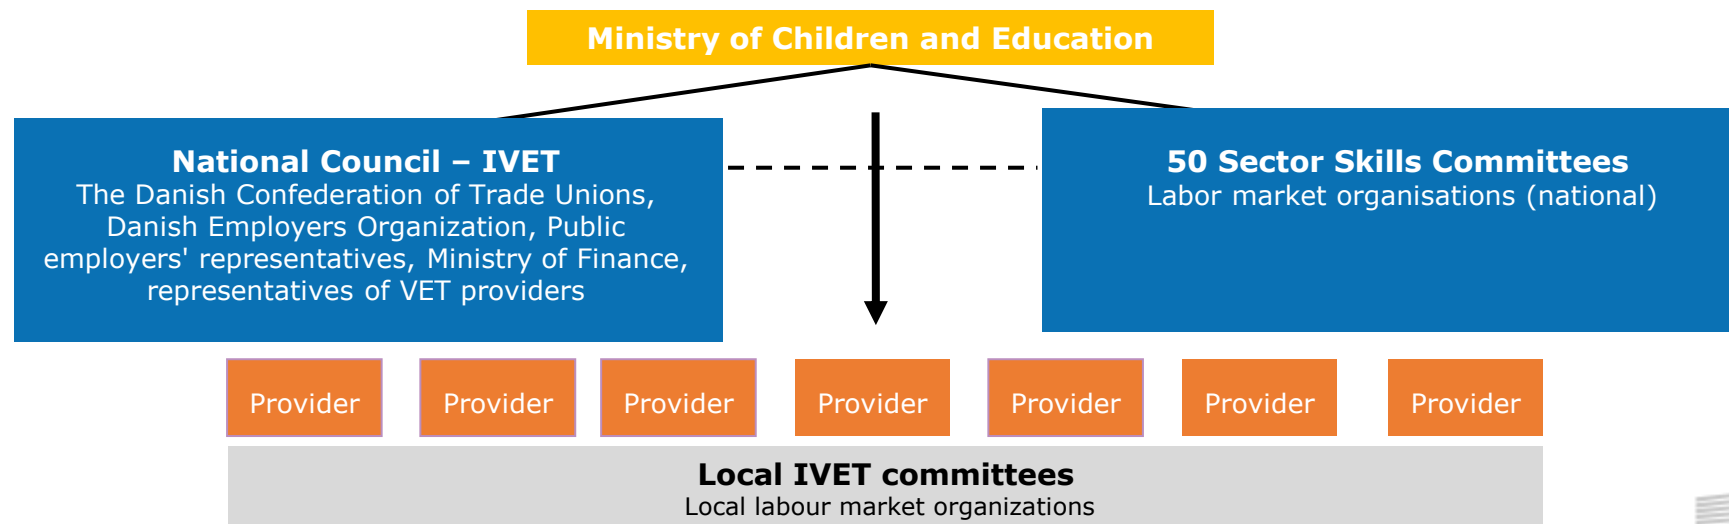 Ministry of Children and Education
National Council – IVET
The Danish Confederation of Trade Unions,
Danish Employers Organization, Public
employers' representatives, Ministry of Finance,
representatives of VET providers
50 Sector Skills Committees
Labor market organisations (national)
Provider
Provider
Provider
Provider
Provider
Provider
Provider
Local IVET committees
Local labour market organizations